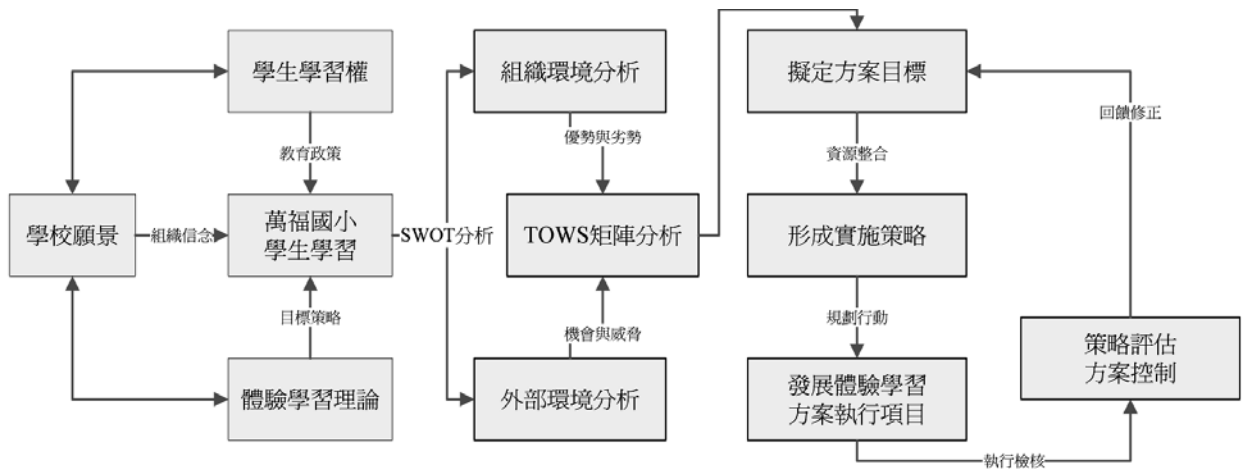 學生學習權
組織環境分析
擬定方案目標
回饋修正
教育政策
優勢與劣勢
資源整合
學校願景
組織信念
萬福國小
學生學習
SWOT分析
TOWS矩陣分析
形成實施策略
目標策略
機會與威脅
規劃行動
策略評估
方案控制
體驗學習理論
外部環境分析
發展體驗學習
方案執行項目
執行檢核